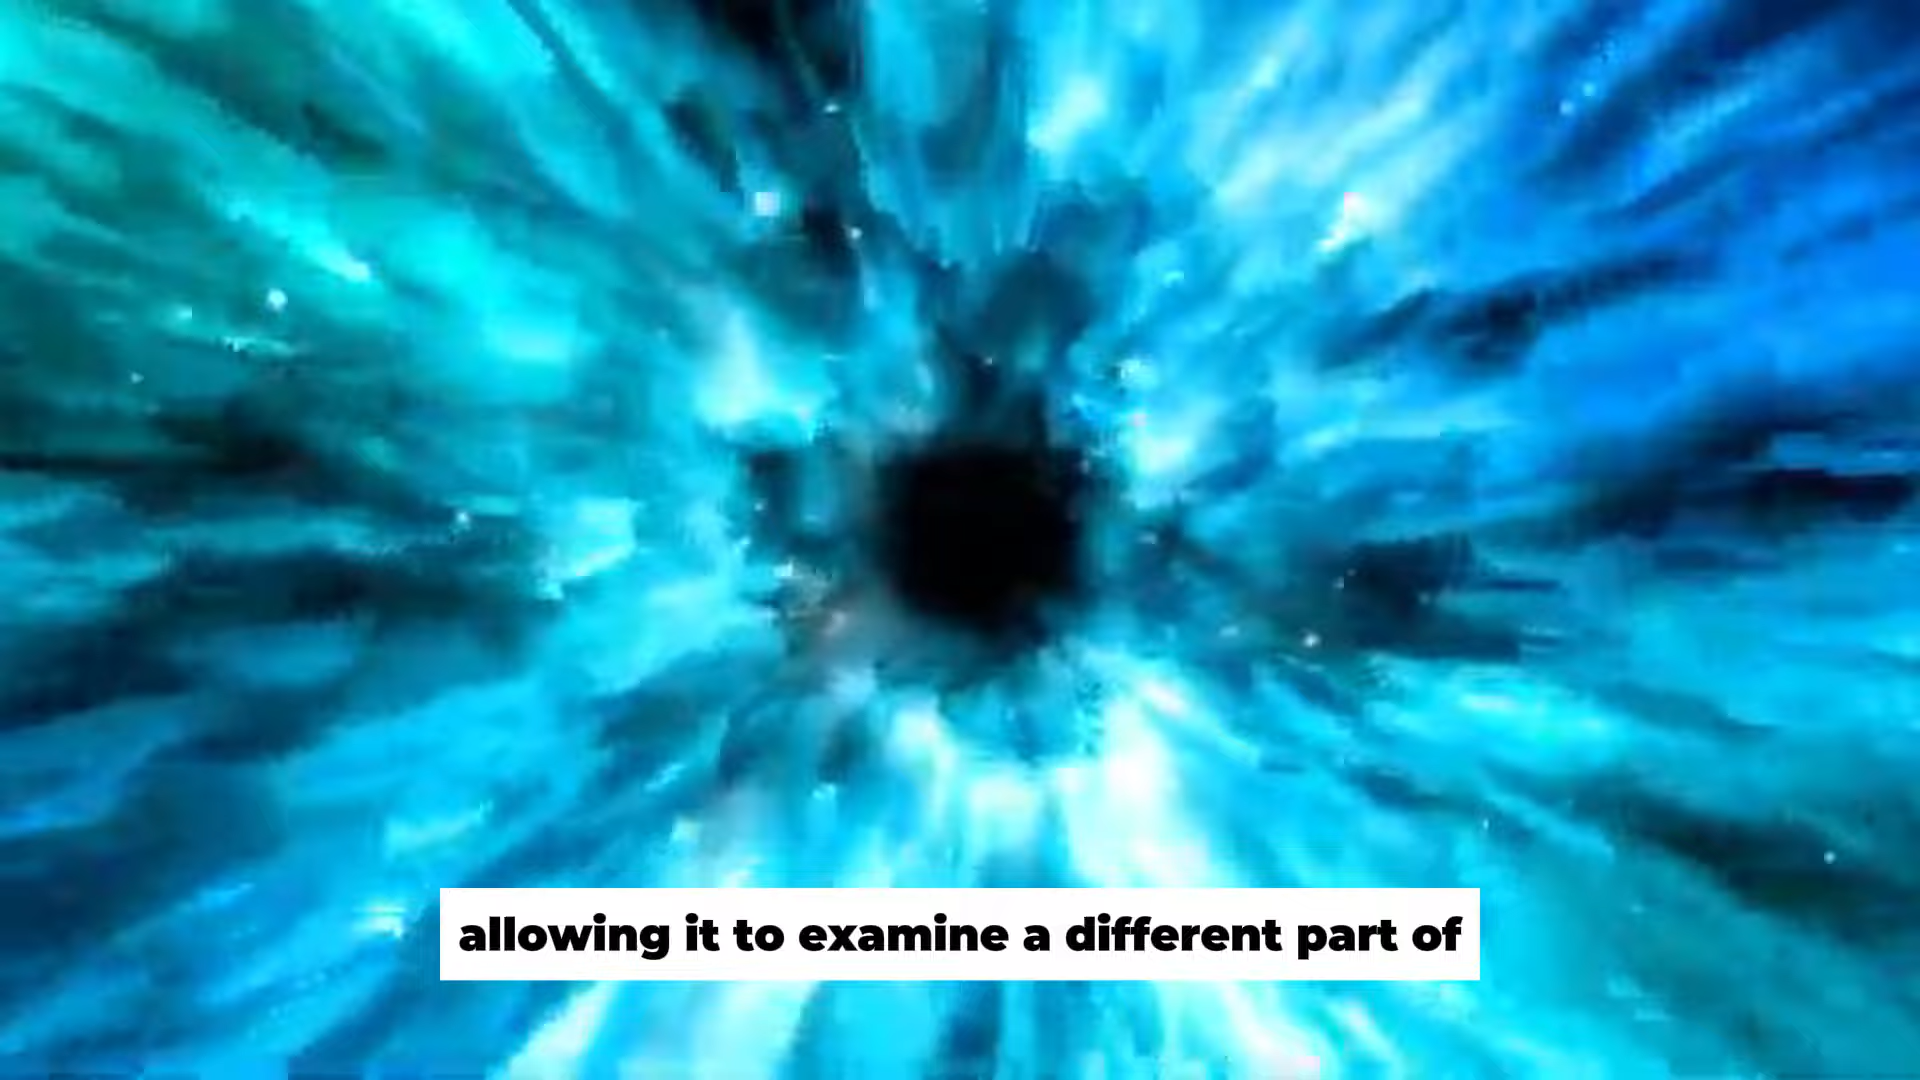 allowing it to examine a different part of